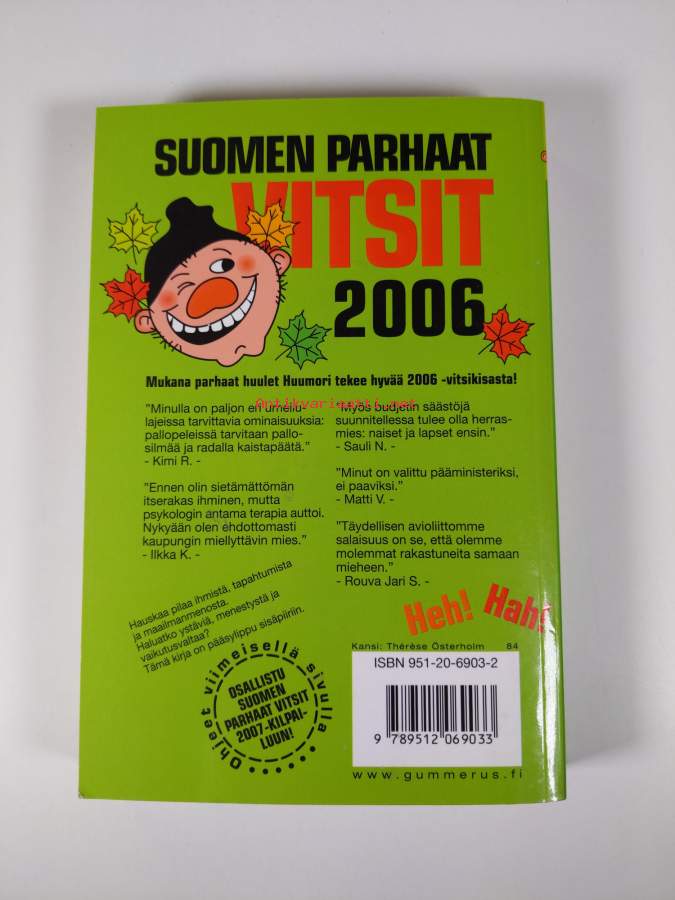 SUOMEN PARHAAT
VITSIT
2006
Mukana parhaat huulet Huumori tekee hyvää 2006 -vitsikisasta!
Antikvariaatti.net
"Minulla on paljon eri urheilu-
lajeissa tarvittavia ominaisuuksia:
pallopeleissä tarvitaan pallo-
silmää ja radalla kaistapäätä."
- Kimi R. -
"Ennen olin sietämättömän
itserakas ihminen, mutta
psykologin antama terapia auttoi.
Nykyään olen ehdottomasti
kaupungin miellyttävin mies."
- Ilkka K. -
"Myös budjetin säästöjä
suunnitellessa tulee olla herras-
mies: naiset ja lapset ensin."
- Sauli N. -
"Minut on valittu pääministeriksi,
ei paaviksi."
- Matti V. -
"Täydellisen avioliittomme
salaisuus on se, että olemme
molemmat rakastuneita samaan
mieheen."
- Rouva Jari S. -
Hauskaa pilaa ihmistä, tapahtumista
ja maailmanmenosta.
Haluatko ystäviä, menestystä ja
vaikutusvaltaa?
Tämä kirja on pääsylippu sisäpiiriin.
Heh! Hah!
Ohjeet viimeisellä sivulla
OSALLISTU
SUOMEN
PARHAAT VITSIT
2007-KILPAI-
LUUN!
Kansi: Thérèse Österholm 84
ISBN 951-20-6903-2
9 789512 069033
www.gummerus.fi